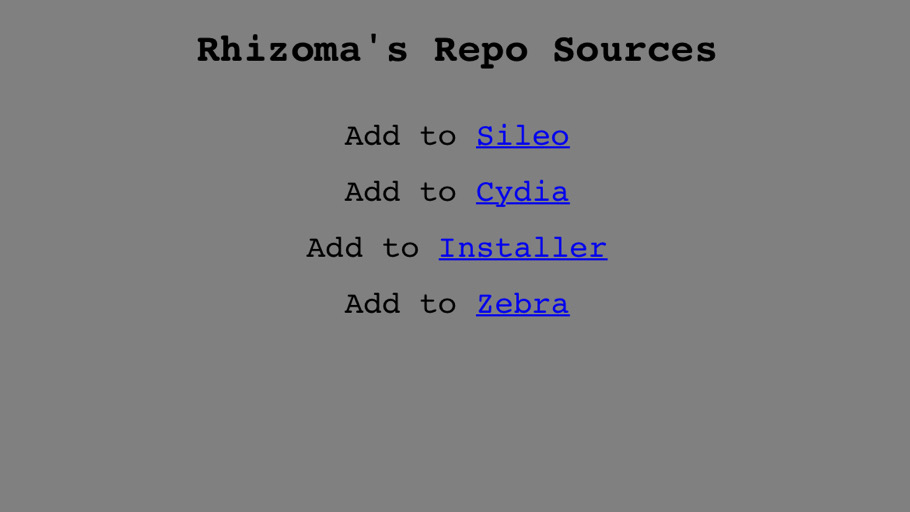 Rhizoma's Repo Sources
Add to Sileo
Add to Cydia
Add to Installer
Add to Zebra